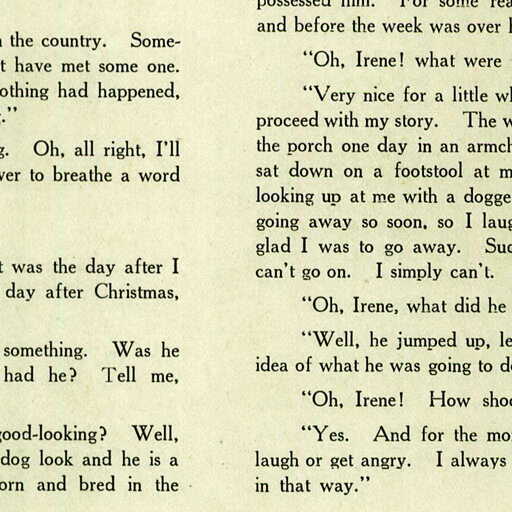 the country. Some-
have met some one.
othing had happened,
."
Oh, all right, I'll
ver to breathe a word
was the day after I
day after Christmas,
something. Was he
had he? Tell me,
good-looking? Well,
dog look and he is a
orn and bred in the
possessed him. For some
and before the week was over
"Oh, Irene! what were
"Very nice for a little
proceed with my story. The
the porch one day in an armch
sat down on a footstool at
looking up at me with a dogge
going away so soon, so I laug
glad I was to go away. Suc
can't go on. I simply can't.
"Oh, Irene, what did he
"Well, he jumped up,
idea of what he was going to
"Oh, Irene! How
"Yes. And for the
laugh or get angry. I always
in that way."